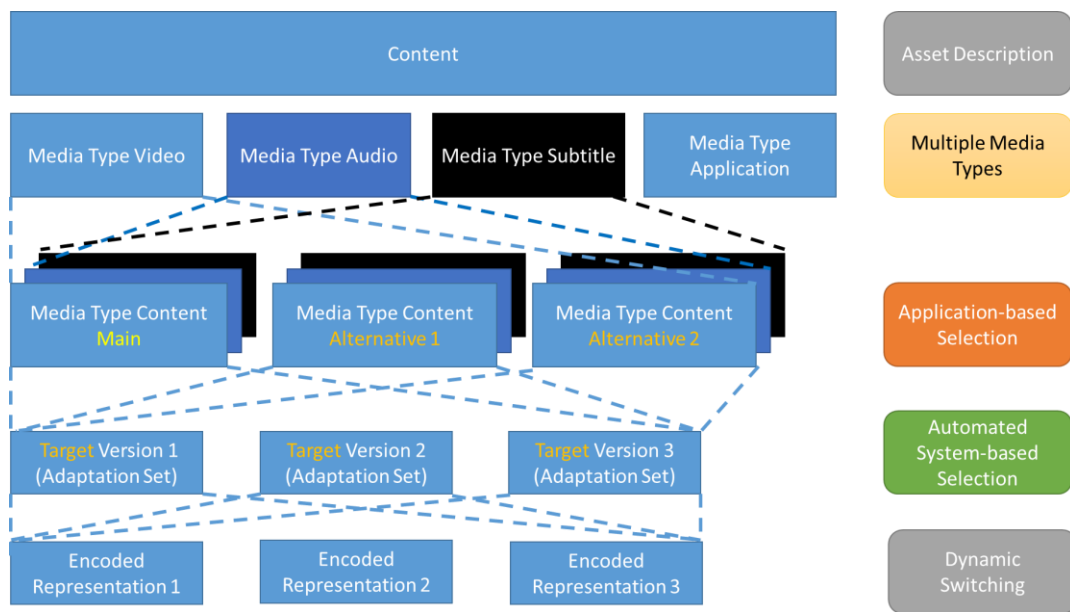 Content
Asset Description
Media Type Video
Media Type Audio
Media Type Subtitle
Media Type
Application
Multiple Media
Types
Media Type Content
Main
Media Type Content
Alternative 1
Media Type Content
Alternative 2
Application-based
Selection
Target Version 1
(Adaptation Set)
Target Version 2
(Adaptation Set)
Target Version 3
(Adaptation Set)
Automated
System-based
Selection
Encoded
Representation 1
Encoded
Representation 2
Encoded
Representation 3
Dynamic
Switching